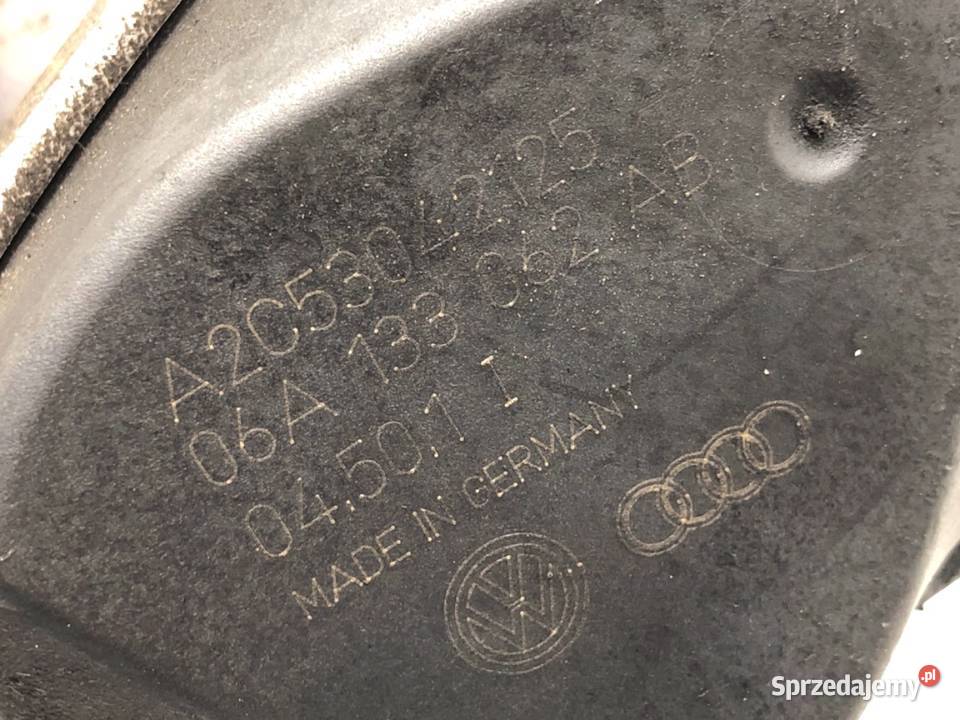 A2C53042125
06A 133 062 AB
04.50.1 I
MADE IN GERMANY
Sprzedajemy.pl